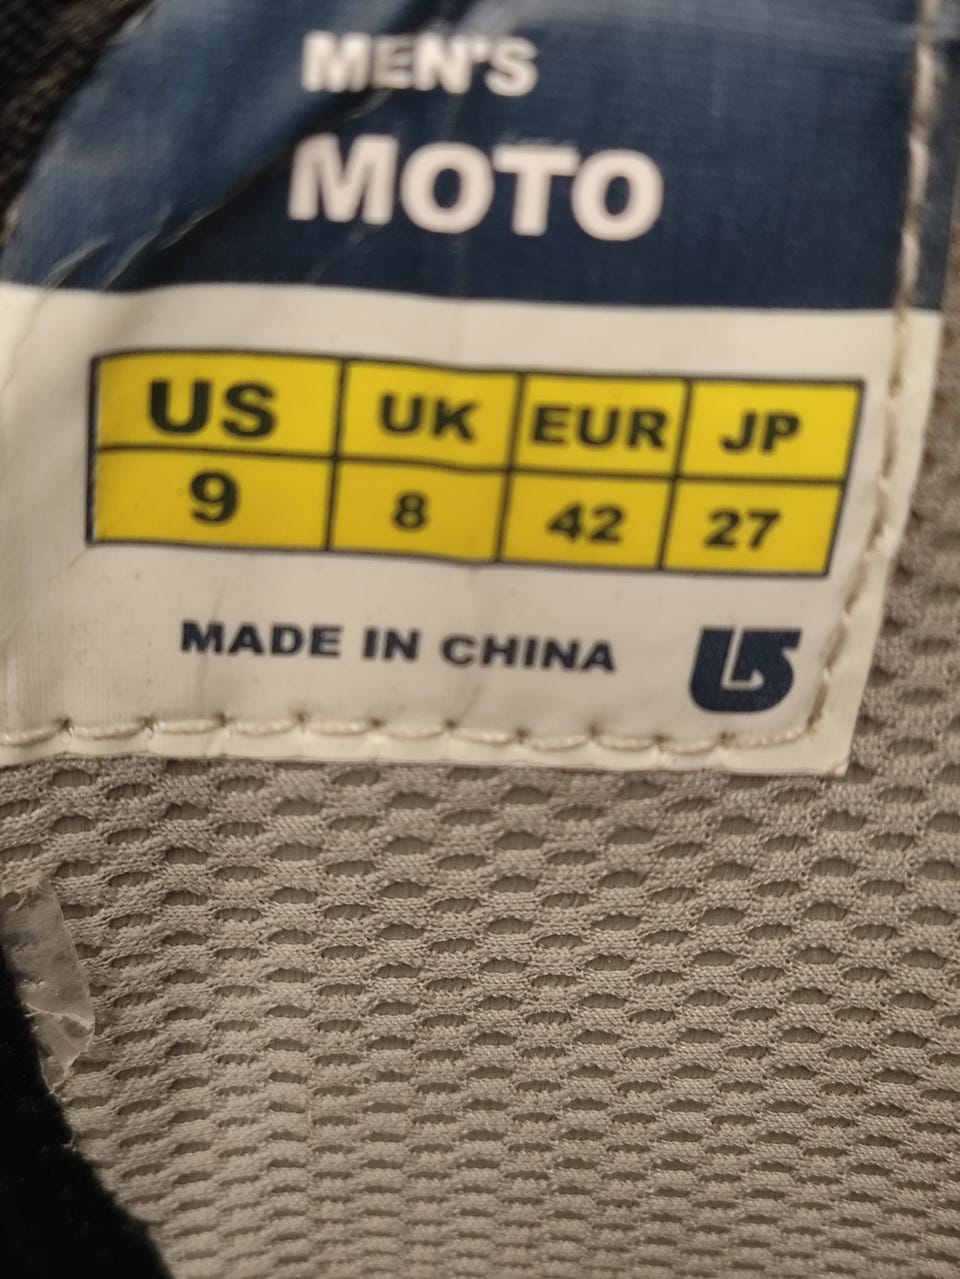 MEN'S
MOTO
US UK EUR JP
9 8 42 27
MADE IN CHINA